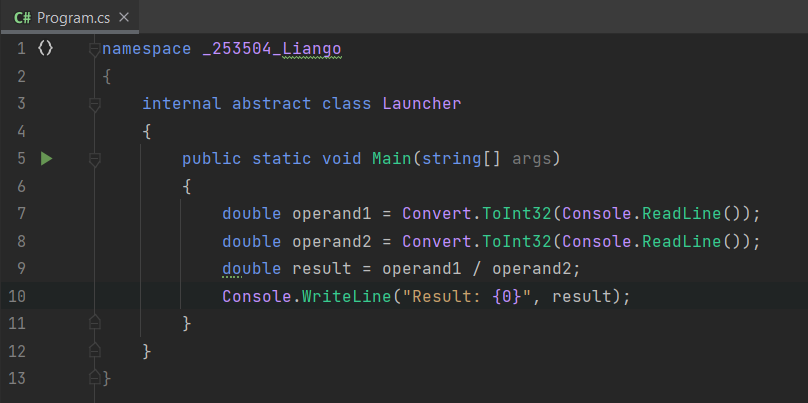 C# Program.cs ×
1 <> namespace _253504_Liango
2 {
3 internal abstract class Launcher
4 {
5 public static void Main(string[] args)
6 {
7 double operand1 = Convert.ToInt32(Console.ReadLine());
8 double operand2 = Convert.ToInt32(Console.ReadLine());
9 double result = operand1 / operand2;
10 Console.WriteLine("Result: {0}", result);
11 }
12 }
13 }